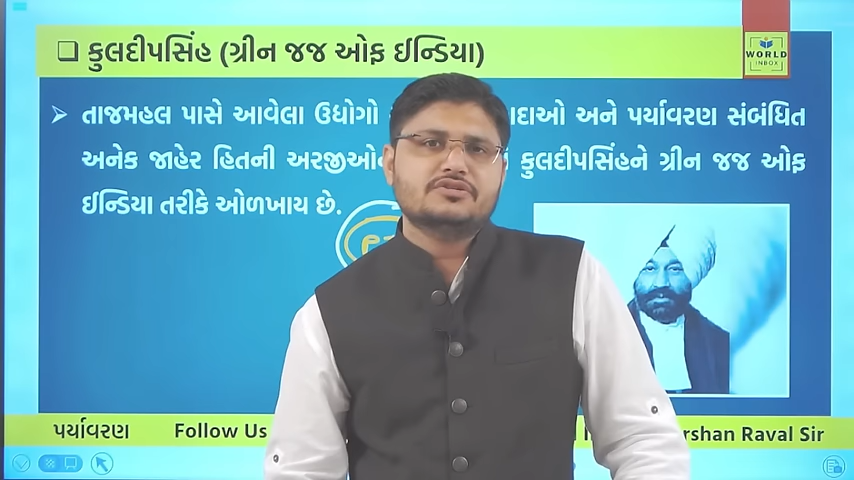 ❑ કુલદીપસિંહ (ગ્રીન જજ ઓફ ઈન્ડિયા)
WORLD
INBOX
➢ તાજમહલ પાસે આવેલા ઉદ્યોગો દાઓ અને પર્યાવરણ સંબંધિત
અનેક જાહેર હિતની અરજીઓ કુલદીપસિંહને ગ્રીન જજ ઓફ
ઈન્ડિયા તરીકે ઓળખાય છે.
પર્યાવરણ Follow Us rshan Raval Sir